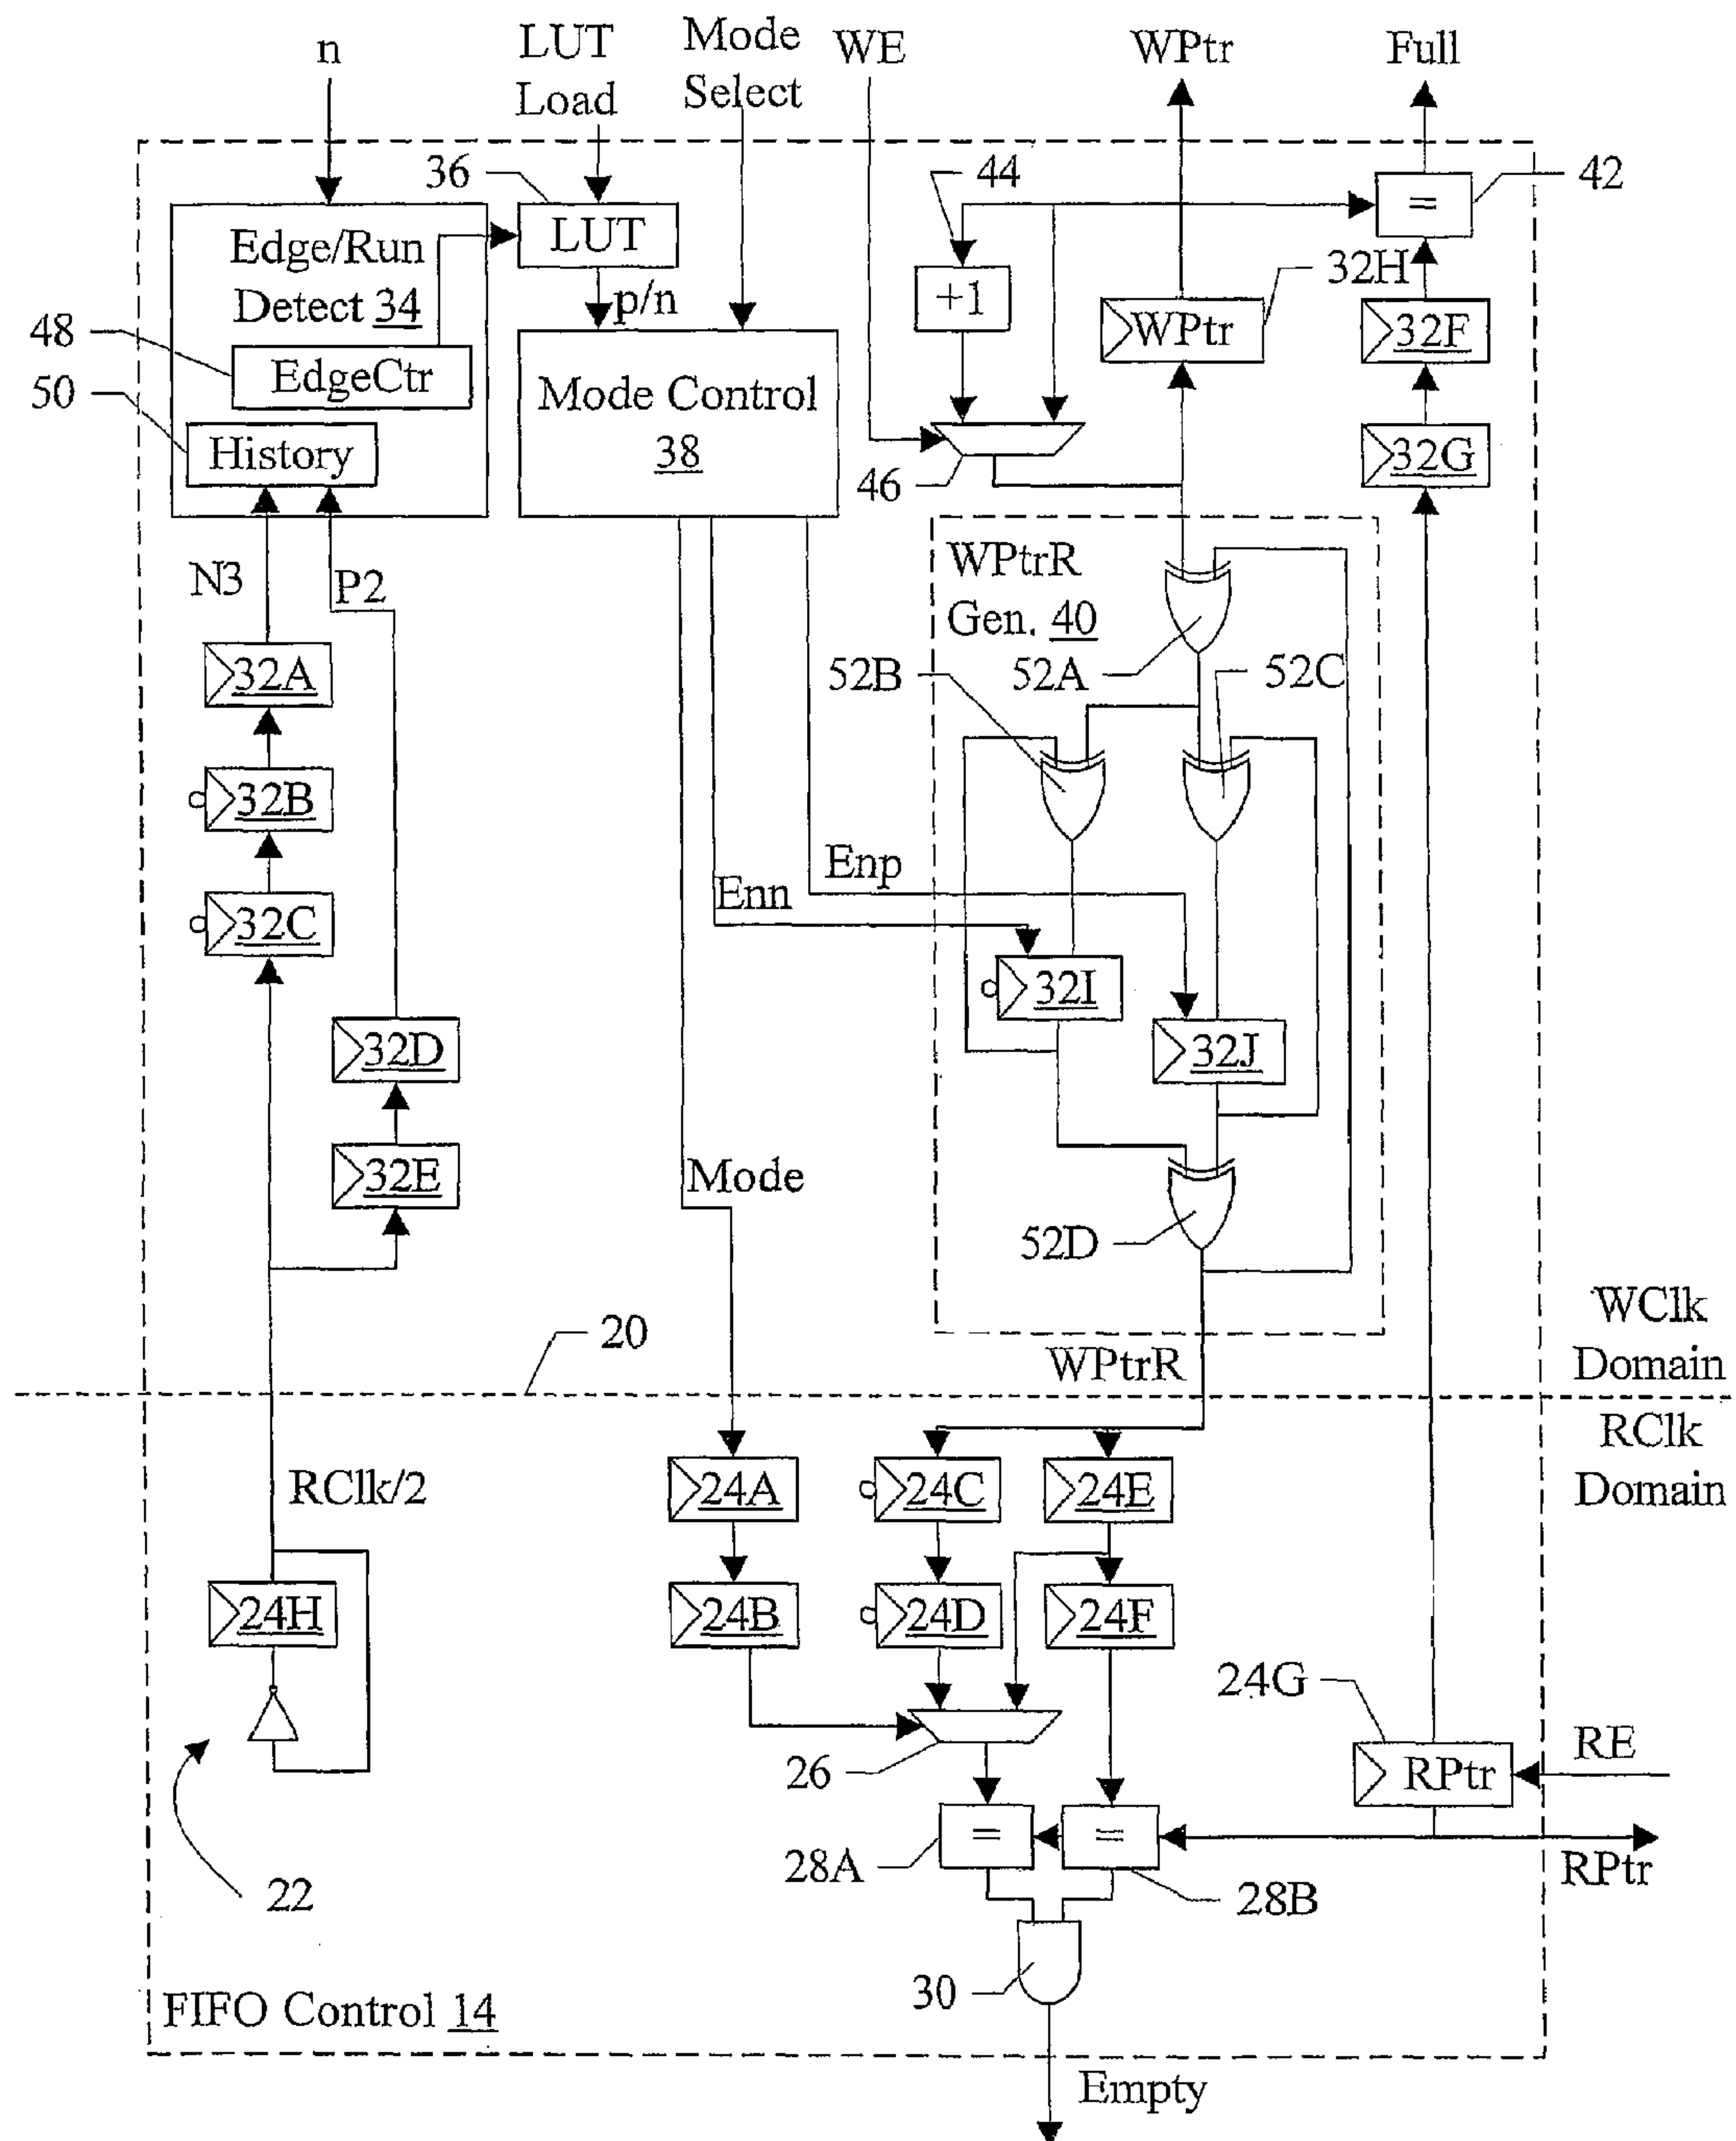 n
LUT
Load
Mode
Select
WE
WPtr
Full
36
44
42
Edge/Run
Detect 34
LUT
=
p/n
+1
WPtr
32H
32F
48
EdgeCtr
50
History
Mode Control
38
46
32G
N3
P2
WPtrR
Gen. 40
52A
52B
52C
32A
32B
32C
Enp
Enn
32I
32D
32J
32E
Mode
52D
20
WPtrR
WClk
Domain
RClk
Domain
RClk/2
24A
24C
24E
24H
24B
24D
24F
24G
RE
26
RPtr
=
=
28A
28B
RPtr
22
30
FIFO Control 14
Empty